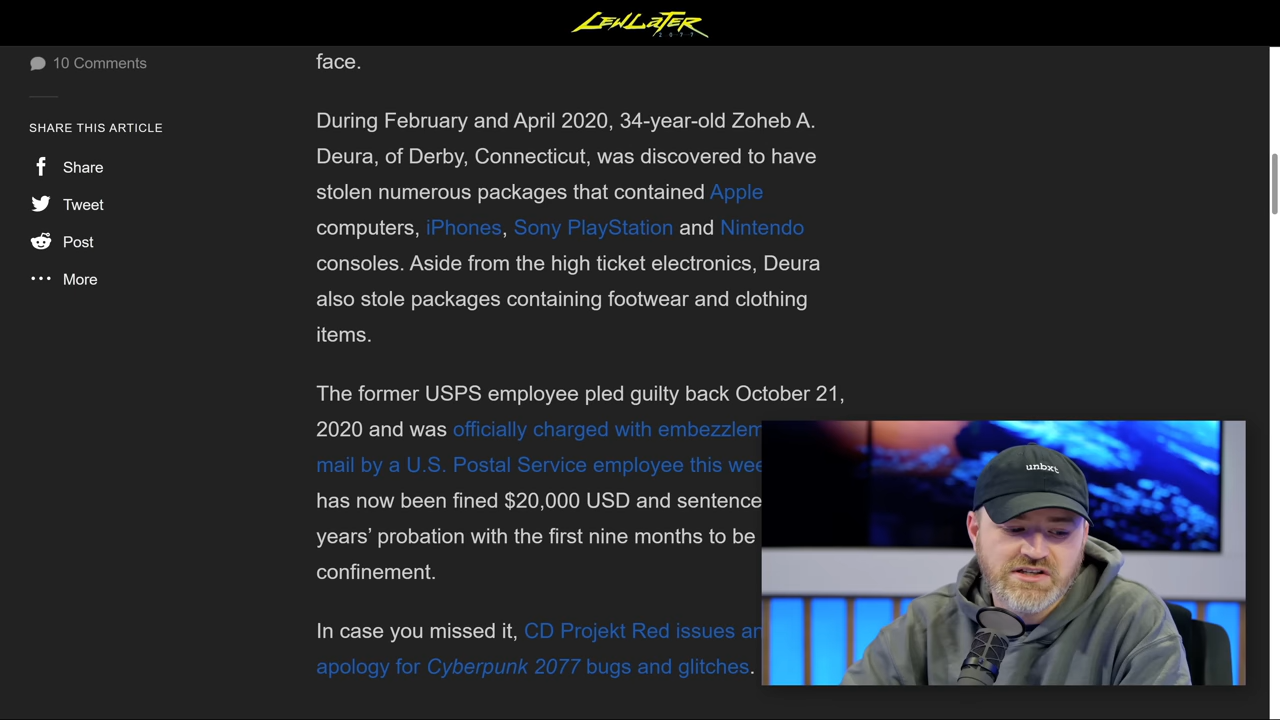 LEWLATER
2077
10 Comments
face.
SHARE THIS ARTICLE
During February and April 2020, 34-year-old Zoheb A.
Deura, of Derby, Connecticut, was discovered to have
Share
stolen numerous packages that contained Apple
Tweet
computers, iPhones, Sony PlayStation and Nintendo
Post
consoles. Aside from the high ticket electronics, Deura
More
also stole packages containing footwear and clothing
items.
The former USPS employee pled guilty back October 21,
2020 and was officially charged with embezzlem
mail by a U.S. Postal Service employee this wee
has now been fined $20,000 USD and sentence
years’ probation with the first nine months to be
confinement.
In case you missed it, CD Projekt Red issues an
apology for Cyberpunk 2077 bugs and glitches.
unbx